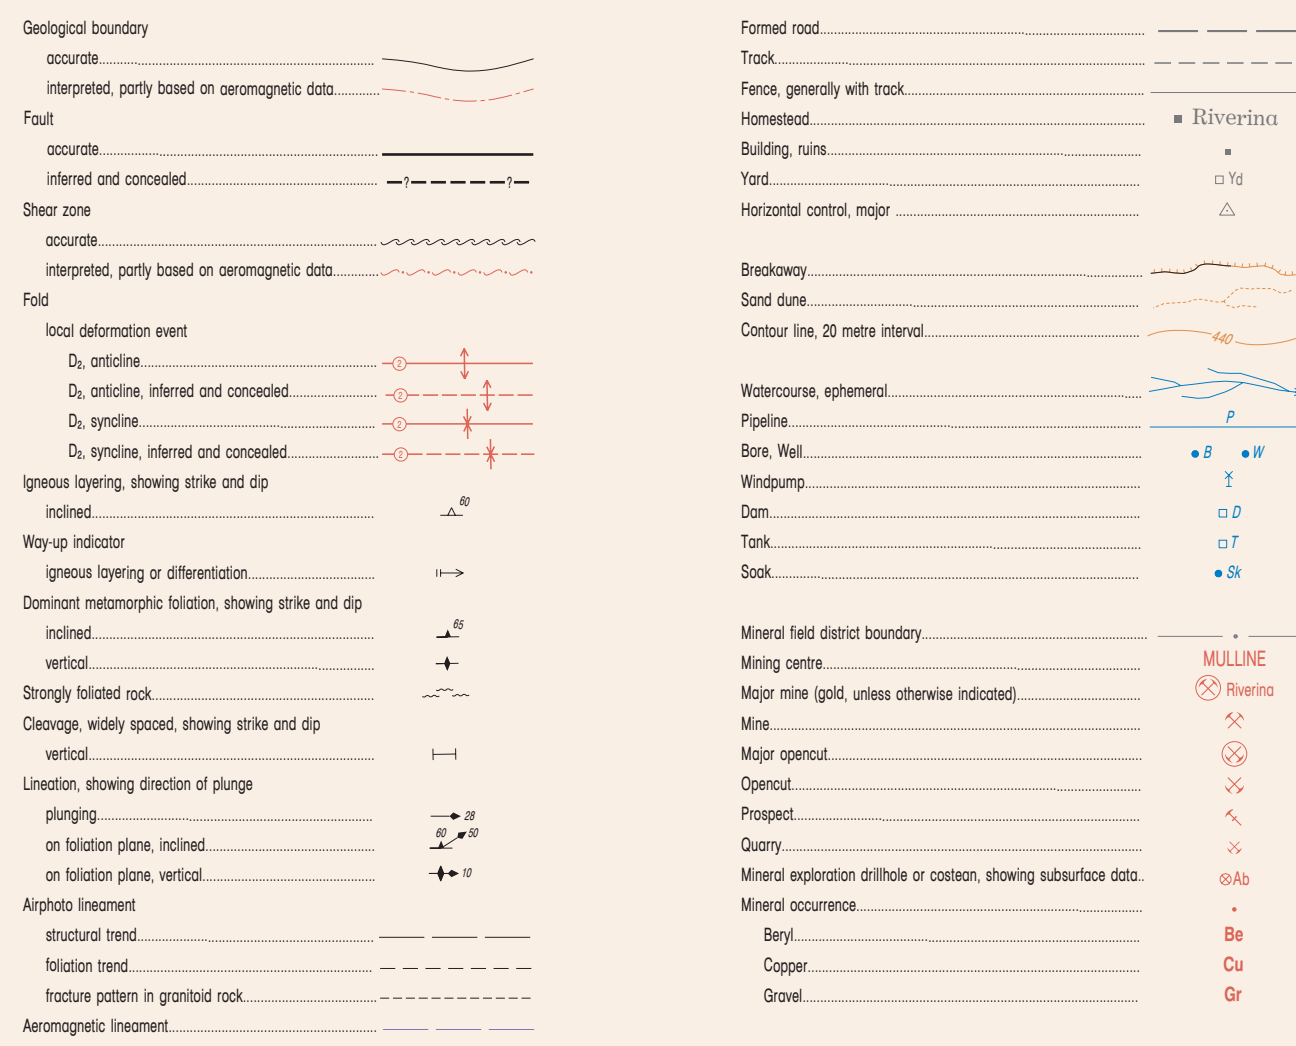 Geological boundary
accurate
interpreted, partly based on aeromagnetic data
Fault
accurate
inferred and concealed ? ?
Shear zone
accurate
interpreted, partly based on aeromagnetic data
Fold
local deformation event
D₂, anticline 2
D₂, anticline, inferred and concealed 2
D₂, syncline 2
D₂, syncline, inferred and concealed 2
Igneous layering, showing strike and dip
inclined 60
Way-up indicator
igneous layering or differentiation
Dominant metamorphic foliation, showing strike and dip
inclined 65
vertical
Strongly foliated rock
Cleavage, widely spaced, showing strike and dip
vertical
Lineation, showing direction of plunge
plunging 28
on foliation plane, inclined 60 50
on foliation plane, vertical 10
Airphoto lineament
structural trend
foliation trend
fracture pattern in granitoid rock
Aeromagnetic lineament
Formed road
Track
Fence, generally with track
Homestead Riverina
Building, ruins
Yard Yd
Horizontal control, major
Breakaway
Sand dune
Contour line, 20 metre interval 440
Watercourse, ephemeral
Pipeline P
Bore, Well B W
Windpump
Dam D
Tank T
Soak Sk
Mineral field district boundary
Mining centre MULLINE
Major mine (gold, unless otherwise indicated) Riverina
Mine
Major opencut
Opencut
Prospect
Quarry
Mineral exploration drillhole or costean, showing subsurface data Ab
Mineral occurrence
Beryl Be
Copper Cu
Gravel Gr